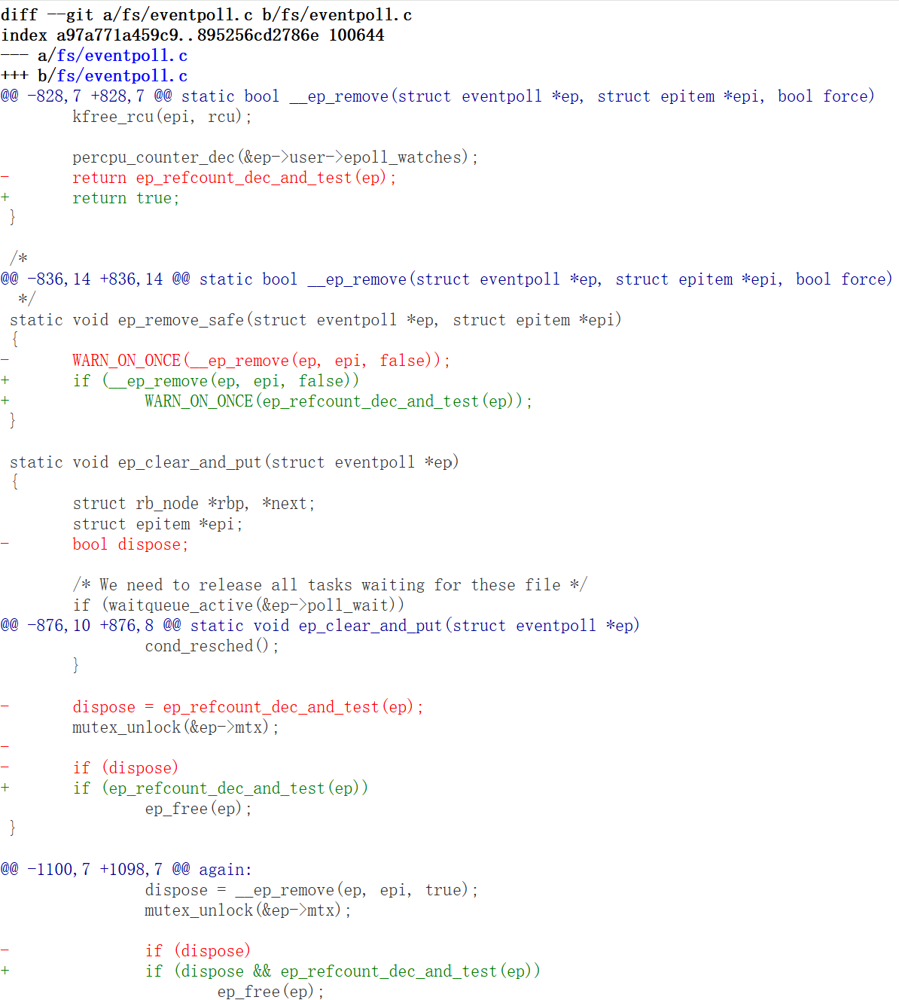 diff --git a/fs/eventpoll.c b/fs/eventpoll.c
index a97a771a459c9..895256cd2786e 100644
--- a/fs/eventpoll.c
+++ b/fs/eventpoll.c
@@ -828,7 +828,7 @@ static bool __ep_remove(struct eventpoll *ep, struct epitem *epi, bool force)
        kfree_rcu(epi, rcu);

        percpu_counter_dec(&ep->user->epoll_watches);
-       return ep_refcount_dec_and_test(ep);
+       return true;
 }

 /*
@@ -836,14 +836,14 @@ static bool __ep_remove(struct eventpoll *ep, struct epitem *epi, bool force)
  */
 static void ep_remove_safe(struct eventpoll *ep, struct epitem *epi)
 {
-       WARN_ON_ONCE(__ep_remove(ep, epi, false));
+       if (__ep_remove(ep, epi, false))
+               WARN_ON_ONCE(ep_refcount_dec_and_test(ep));
 }

 static void ep_clear_and_put(struct eventpoll *ep)
 {
        struct rb_node *rbp, *next;
        struct epitem *epi;
-       bool dispose;

        /* We need to release all tasks waiting for these file */
        if (waitqueue_active(&ep->poll_wait))
@@ -876,10 +876,8 @@ static void ep_clear_and_put(struct eventpoll *ep)
                cond_resched();
        }

-       dispose = ep_refcount_dec_and_test(ep);
        mutex_unlock(&ep->mtx);
-
-       if (dispose)
+       if (ep_refcount_dec_and_test(ep))
                ep_free(ep);
 }

@@ -1100,7 +1098,7 @@ again:
                dispose = __ep_remove(ep, epi, true);
                mutex_unlock(&ep->mtx);

-               if (dispose)
+               if (dispose && ep_refcount_dec_and_test(ep))
                        ep_free(ep);